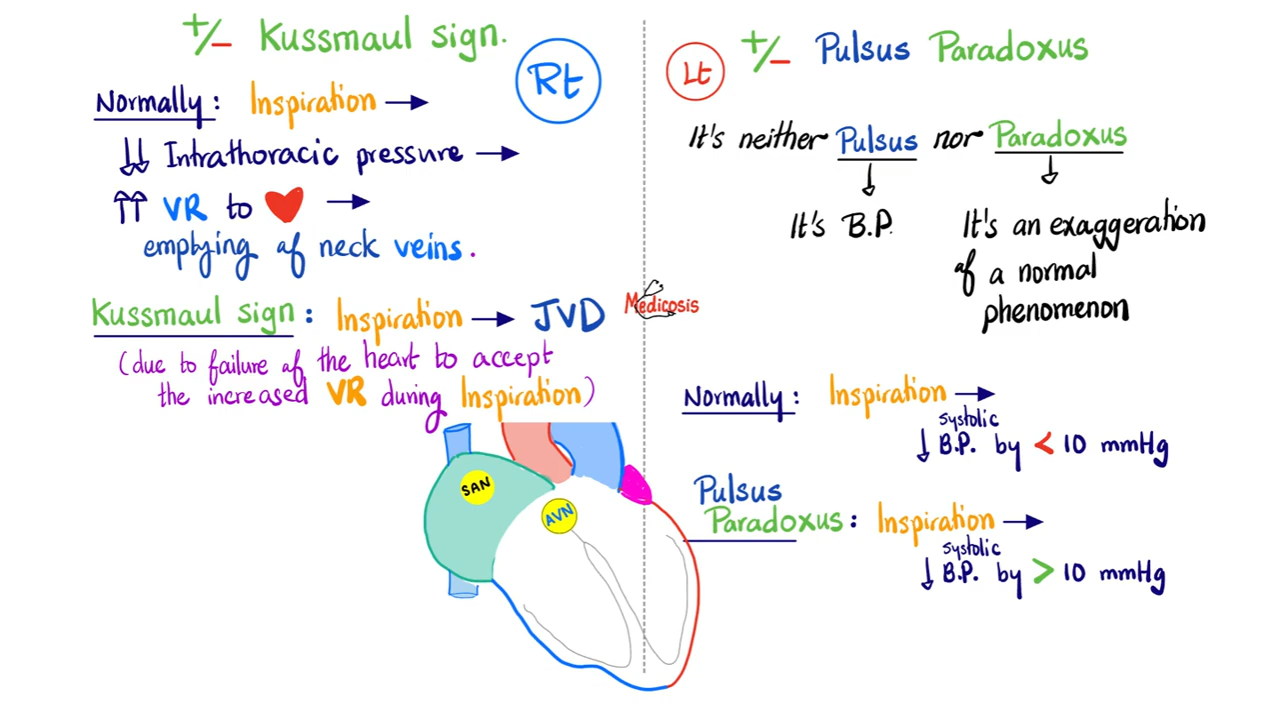 +/- Kussmaul sign.
Rt
Normally: Inspiration →
↓↓ Intrathoracic pressure →
↑↑ VR to ❤ →
emptying of neck veins.
Kussmaul sign: Inspiration → JVD
(due to failure of the heart to accept
the increased VR during Inspiration)
SAN
AVN
Medicosis
Lt
+/- Pulsus Paradoxus
It's neither Pulsus nor Paradoxus
↓ ↓
It's B.P.
It's an exaggeration
of a normal
phenomenon
Normally: Inspiration →
↓ systolic B.P. by < 10 mmHg
Pulsus
Paradoxus: Inspiration →
↓ systolic B.P. by > 10 mmHg